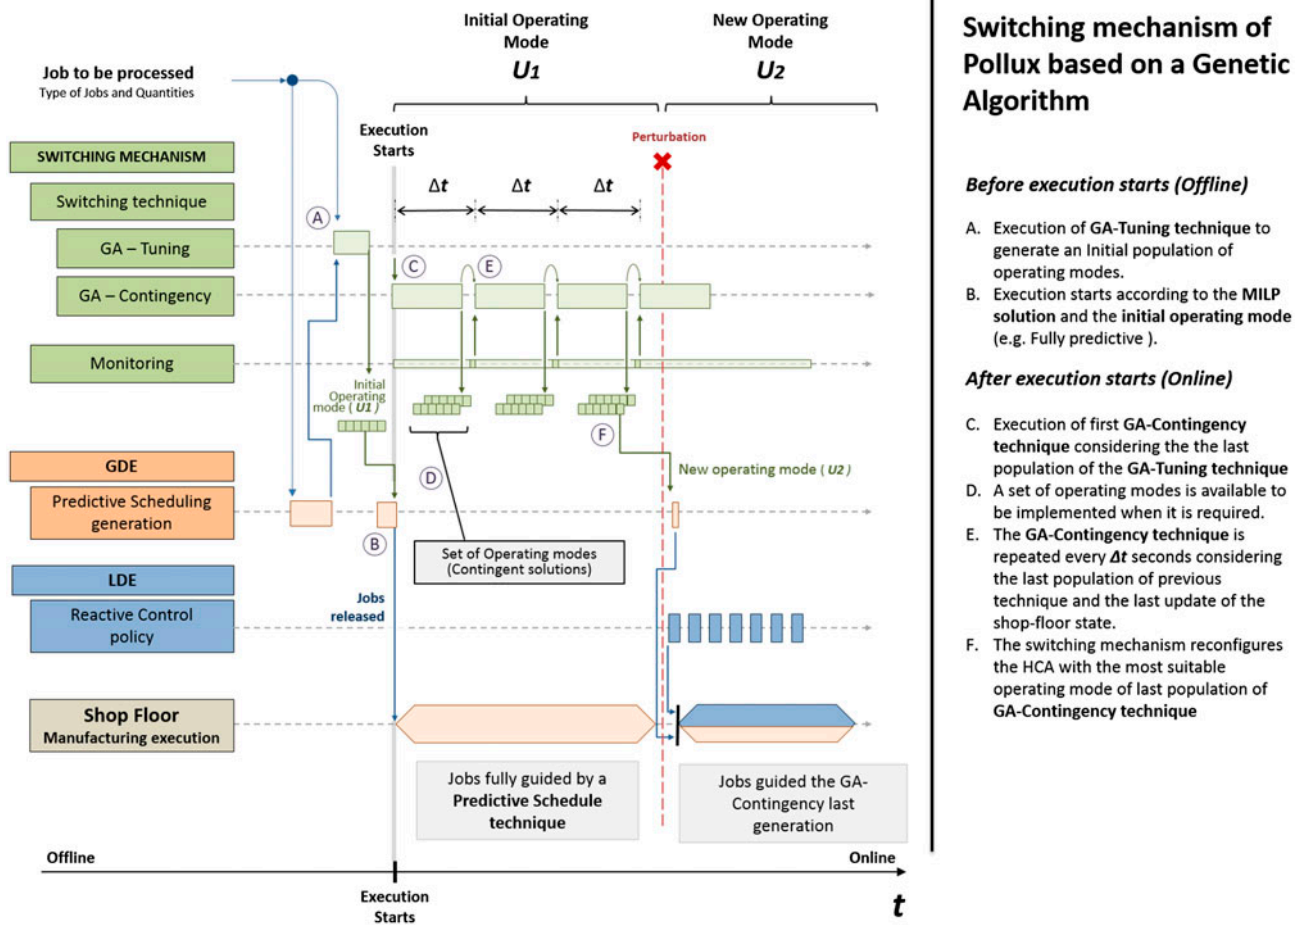 Initial Operating
Mode
U1
New Operating
Mode
U2
Job to be processed
Type of Jobs and Quantities
Execution
Starts
Perturbation
SWITCHING MECHANISM
Switching technique
GA – Tuning
GA – Contingency
Monitoring
Δt
Δt
Δt
A
C
E
Initial
Operating
mode ( U1 )
F
D
New operating mode ( U2 )
GDE
Predictive Scheduling
generation
B
Set of Operating modes
(Contingent solutions)
LDE
Reactive Control
policy
Jobs
released
Shop Floor
Manufacturing execution
Jobs fully guided by a
Predictive Schedule
technique
Jobs guided the GA-
Contingency last
generation
Offline
Online
Execution
Starts
t
Switching mechanism of
Pollux based on a Genetic
Algorithm
Before execution starts (Offline)
A. Execution of GA-Tuning technique to
generate an Initial population of
operating modes.
B. Execution starts according to the MILP
solution and the initial operating mode
(e.g. Fully predictive ).
After execution starts (Online)
C. Execution of first GA-Contingency
technique considering the the last
population of the GA-Tuning technique
D. A set of operating modes is available to
be implemented when it is required.
E. The GA-Contingency technique is
repeated every Δt seconds considering
the last population of previous
technique and the last update of the
shop-floor state.
F. The switching mechanism reconfigures
the HCA with the most suitable
operating mode of last population of
GA-Contingency technique